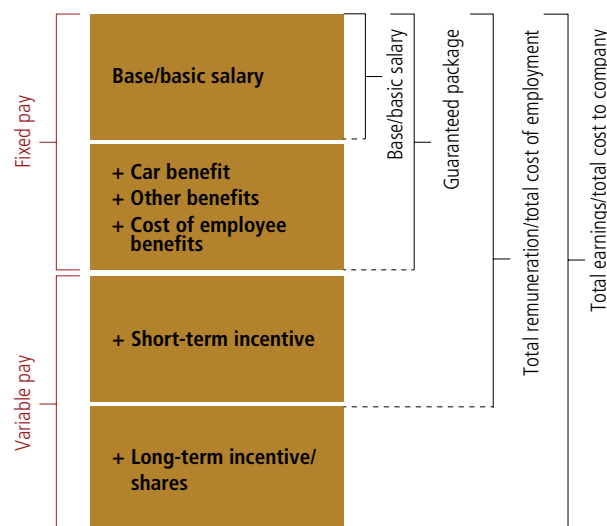 Fixed pay
Base/basic salary
+ Car benefit
+ Other benefits
+ Cost of employee
benefits
Variable pay
+ Short-term incentive
+ Long-term incentive/
shares
Base/basic salary
Guaranteed package
Total remuneration/total cost of employment
Total earnings/total cost to company